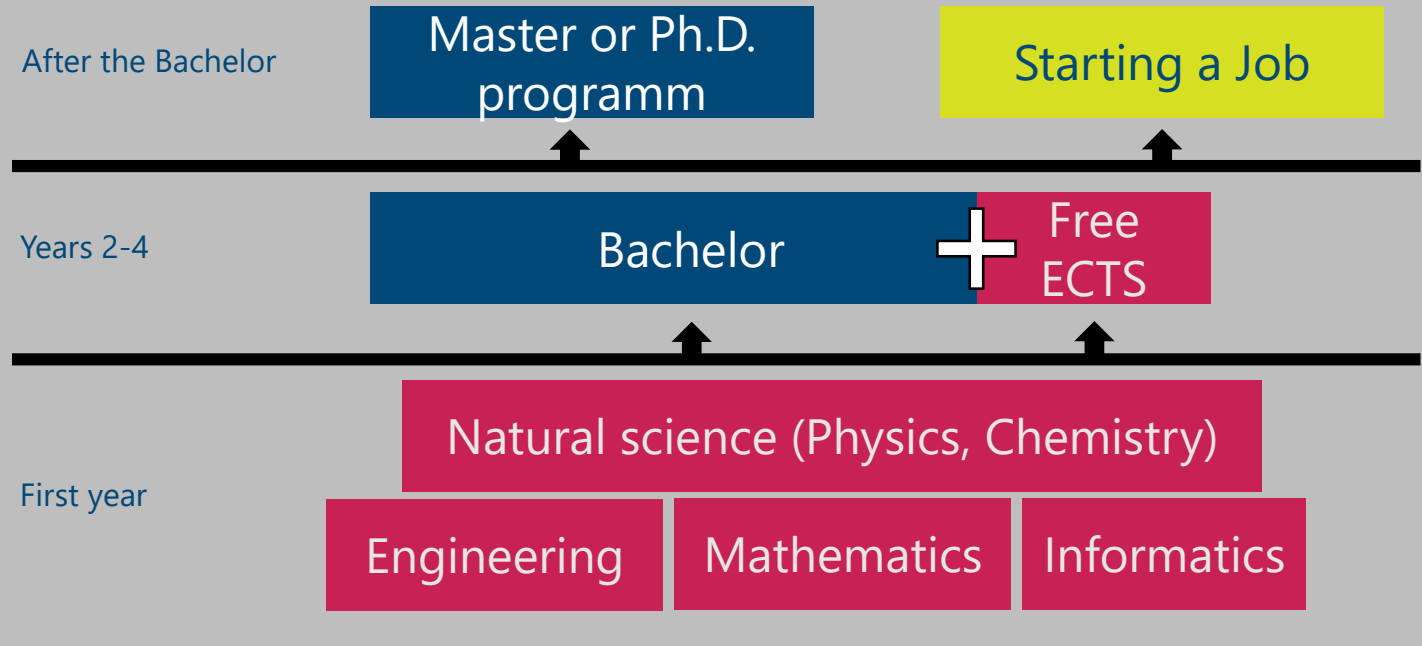 After the Bachelor
Master or Ph.D.
programm
Starting a Job
Years 2-4
Bachelor
Free
ECTS
First year
Natural science (Physics, Chemistry)
Engineering
Mathematics
Informatics